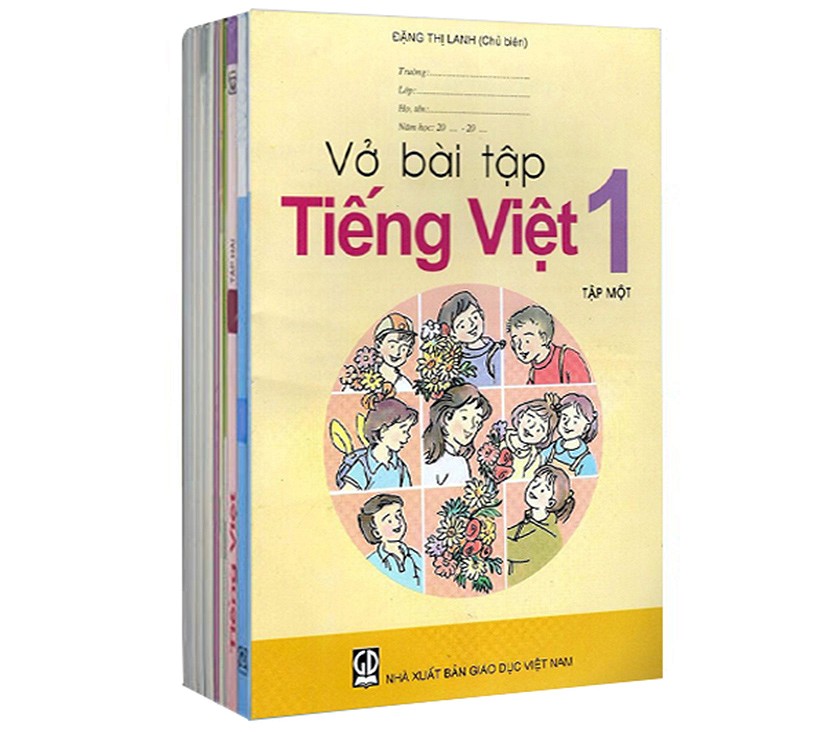 ĐẶNG THỊ LANH (Chủ biên)
Trường:..............................
Lớp:..............................
Họ, tên:..............................
Năm học: 20 ... - 20 ...
Vở bài tập
Tiếng Việt 1
TẬP MỘT
GD
NHÀ XUẤT BẢN GIÁO DỤC VIỆT NAM
TẬP HAI
Tiếng Việt